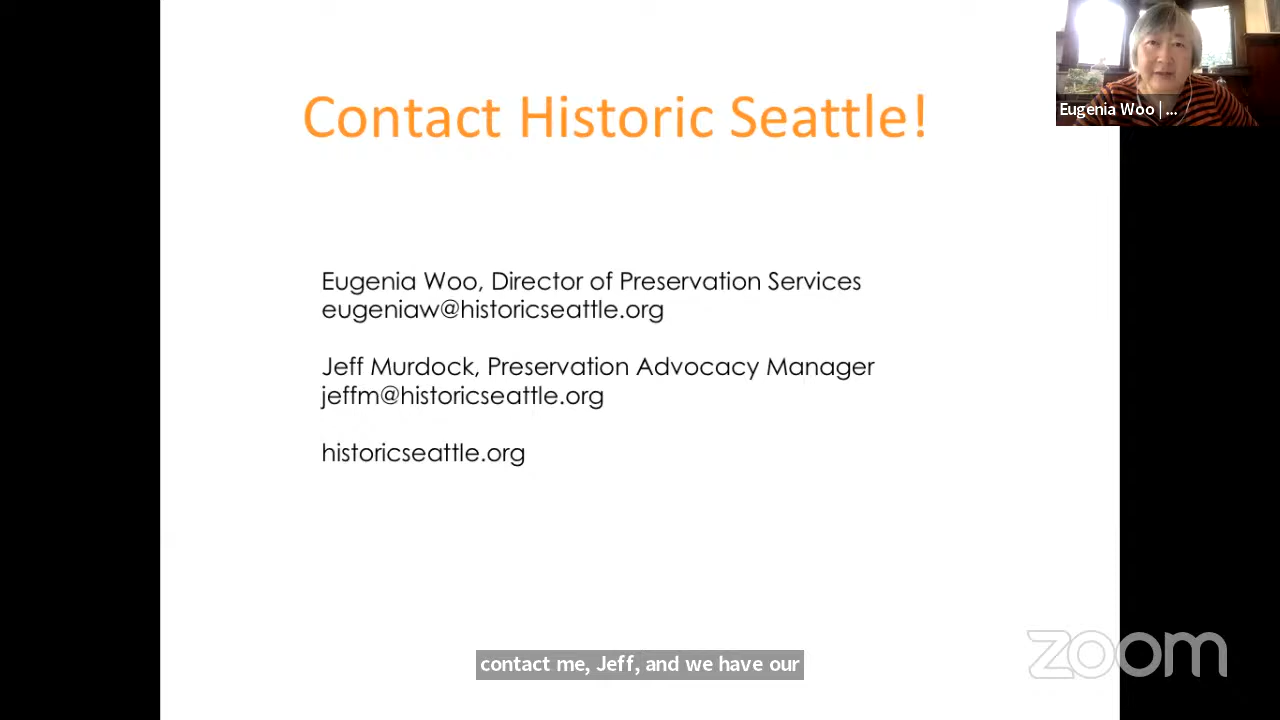 Contact Historic Seattle!
Eugenia Woo | ...
Eugenia Woo, Director of Preservation Services
eugeniaw@historicseattle.org
Jeff Murdock, Preservation Advocacy Manager
jeffm@historicseattle.org
historicseattle.org
contact me, Jeff, and we have our
zoom